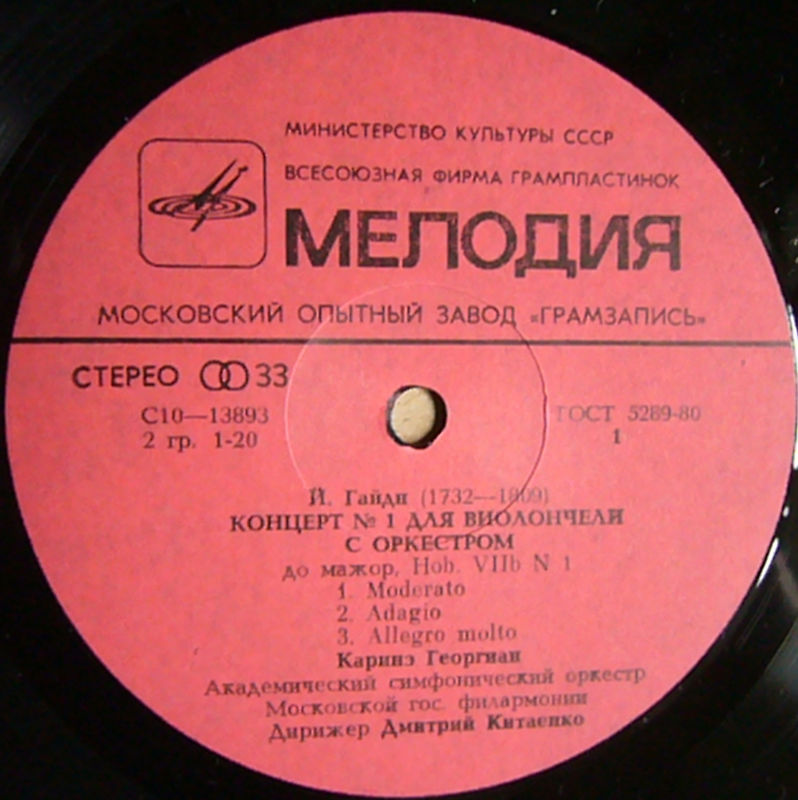 МИНИСТЕРСТВО КУЛЬТУРЫ СССР
ВСЕСОЮЗНАЯ ФИРМА ГРАМПЛАСТИНОК
МЕЛОДИЯ
МОСКОВСКИЙ ОПЫТНЫЙ ЗАВОД «ГРАМЗАПИСЬ»
СТЕРЕО 33
С10—13893 ГОСТ 5289-80
2 гр. 1-20 1
Й. Гайдн (1732—1809)
КОНЦЕРТ № 1 ДЛЯ ВИОЛОНЧЕЛИ
С ОРКЕСТРОМ
до мажор, Hob. VIIb N 1
1. Moderato
2. Adagio
3. Allegro molto
Каринэ Георгиан
Академический симфонический оркестр
Московской гос. филармонии
Дирижер Дмитрий Китаенко